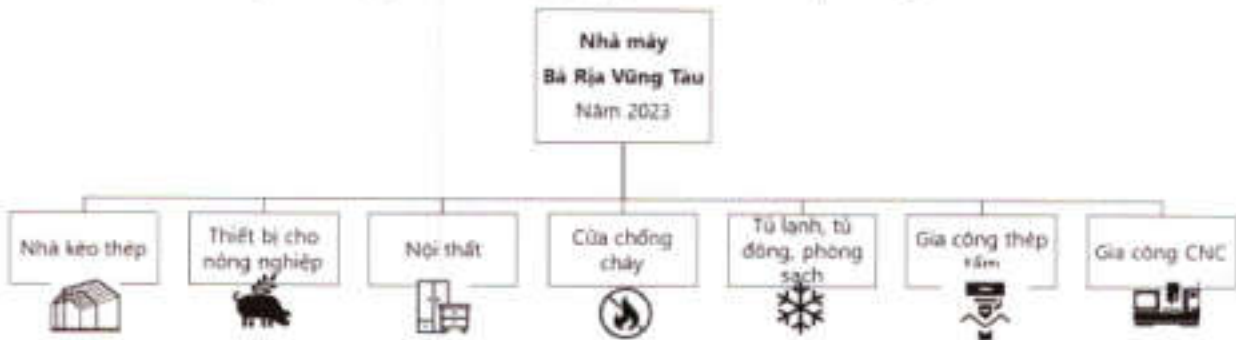 Nhà máy
Bà Rịa Vũng Tàu
Năm 2023
Nhà kèo thép
Thiết bị cho
nông nghiệp
Nội thất
Cửa chống
cháy
Tủ lạnh, tủ
đông, phòng
sạch
Gia công thép
tấm
Gia công CNC